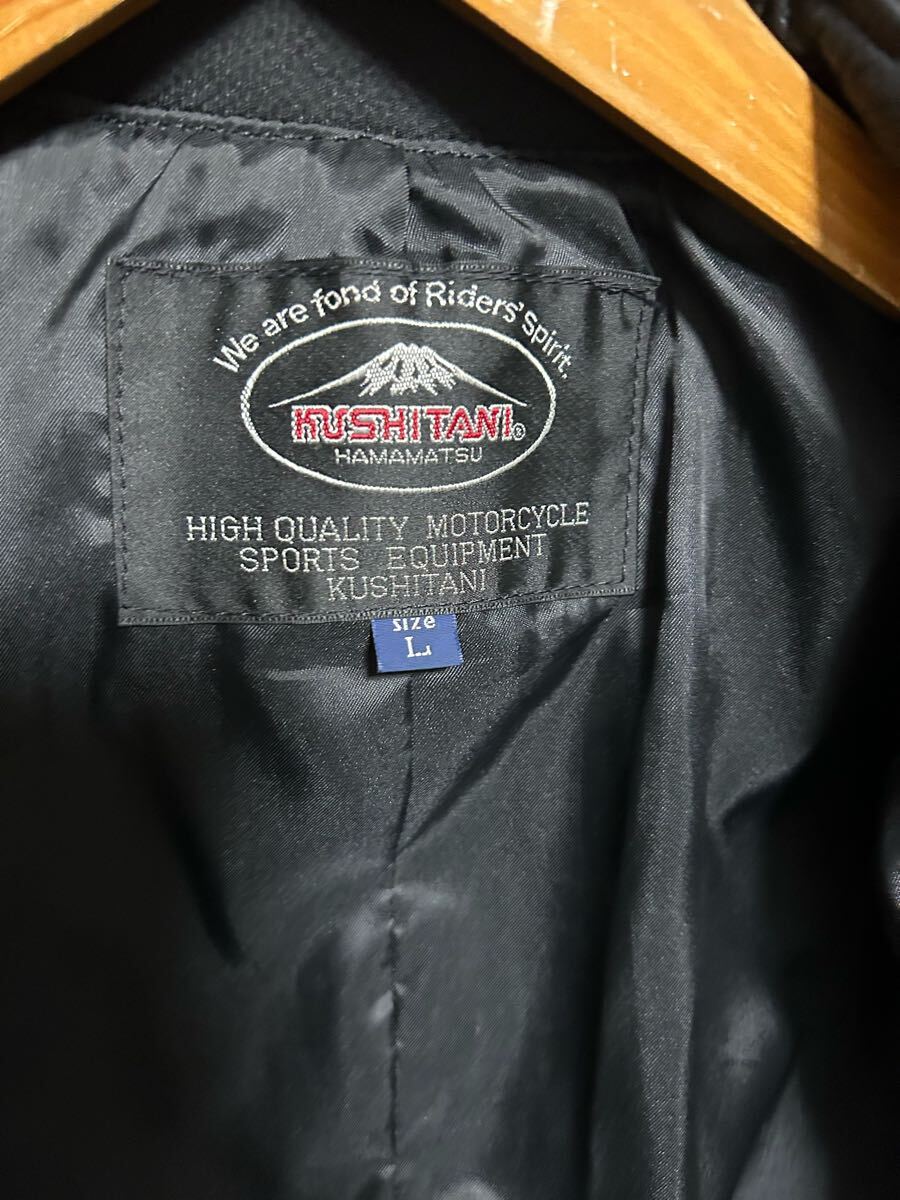 We are fond of Riders' Spirit.
KUSHITANI®
HAMAMATSU
HIGH QUALITY MOTORCYCLE
SPORTS EQUIPMENT
KUSHITANI
size
L